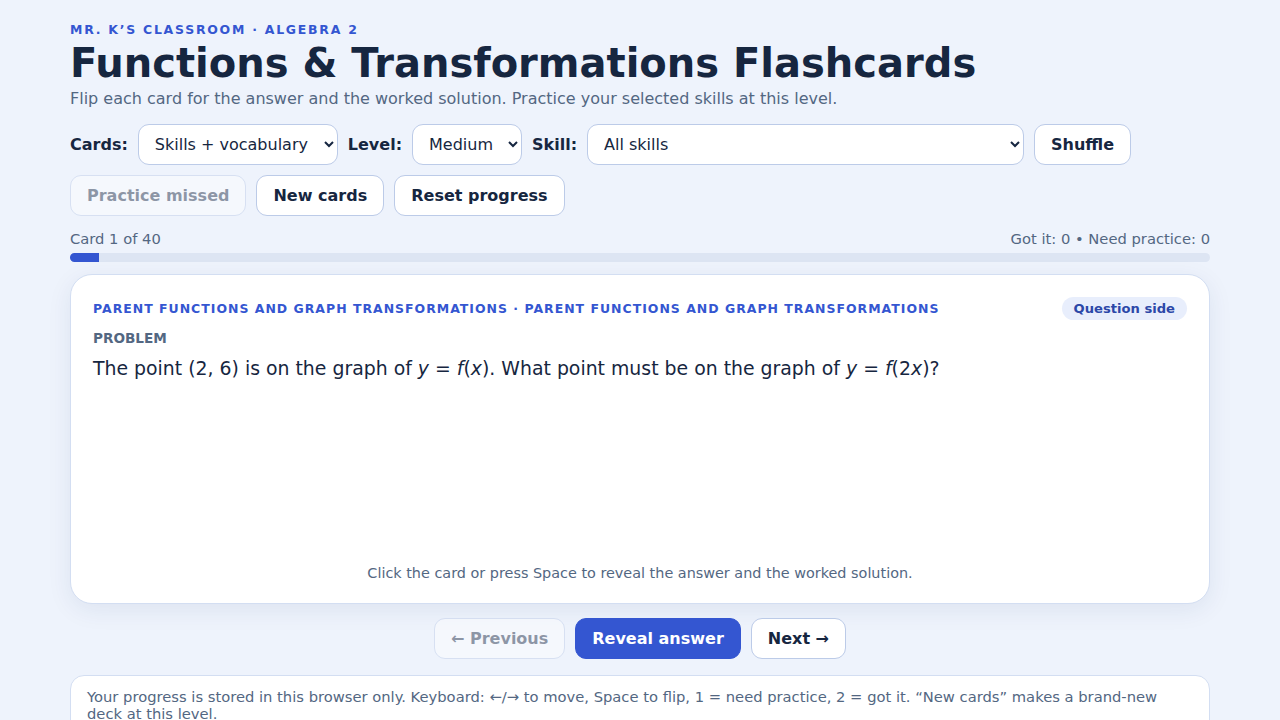 MR. K’S CLASSROOM · ALGEBRA 2
Functions & Transformations Flashcards
Flip each card for the answer and the worked solution. Practice your selected skills at this level.
Cards: Skills + vocabulary Level: Medium Skill: All skills Shuffle
Practice missed New cards Reset progress
Card 1 of 40 Got it: 0 • Need practice: 0
PARENT FUNCTIONS AND GRAPH TRANSFORMATIONS · PARENT FUNCTIONS AND GRAPH TRANSFORMATIONS Question side
PROBLEM
The point (2, 6) is on the graph of y = f(x). What point must be on the graph of y = f(2x)?
Click the card or press Space to reveal the answer and the worked solution.
← Previous Reveal answer Next →
Your progress is stored in this browser only. Keyboard: ←/→ to move, Space to flip, 1 = need practice, 2 = got it. “New cards” makes a brand-new
deck at this level.